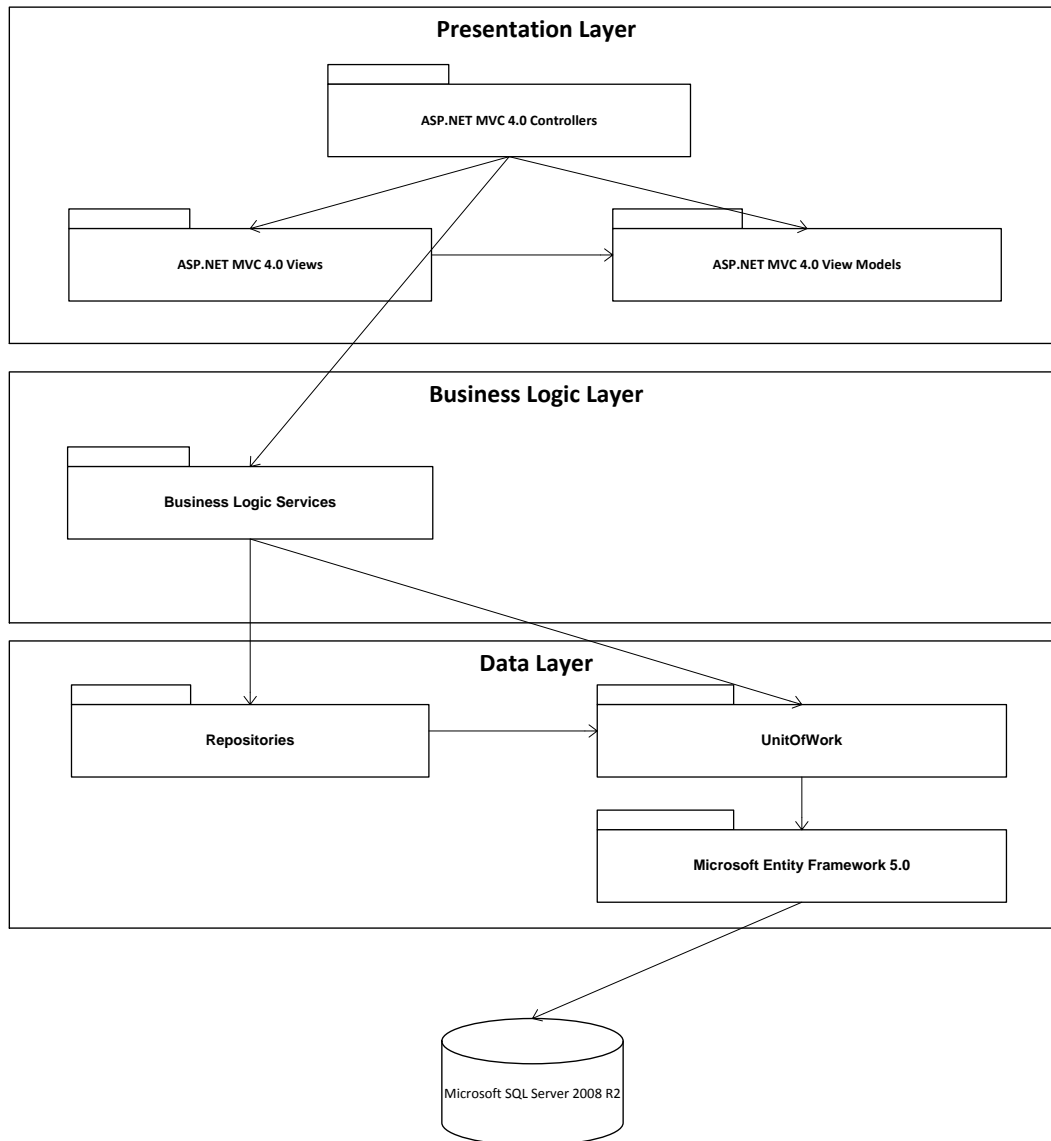 Presentation Layer
ASP.NET MVC 4.0 Controllers
ASP.NET MVC 4.0 Views
ASP.NET MVC 4.0 View Models
Business Logic Layer
Business Logic Services
Data Layer
Repositories
UnitOfWork
Microsoft Entity Framework 5.0
Microsoft SQL Server 2008 R2